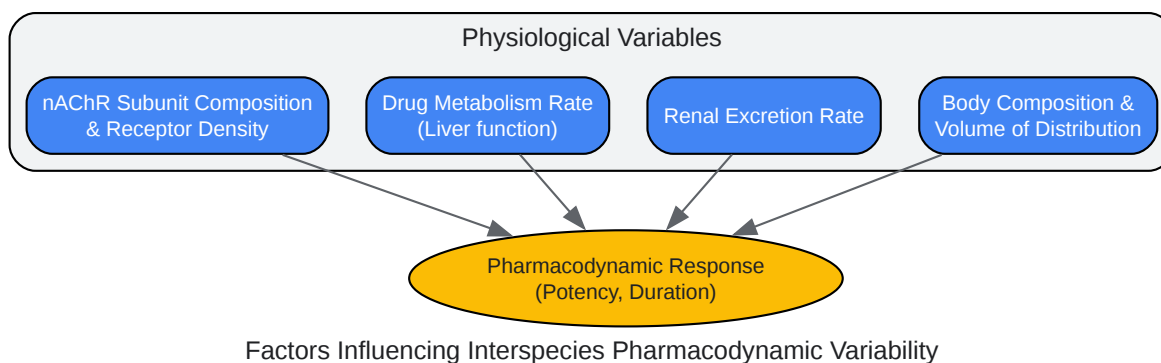 Physiological Variables
nAChR Subunit Composition
& Receptor Density
Drug Metabolism Rate
(Liver function)
Renal Excretion Rate
Body Composition &
Volume of Distribution
Pharmacodynamic Response
(Potency, Duration)
Factors Influencing Interspecies Pharmacodynamic Variability